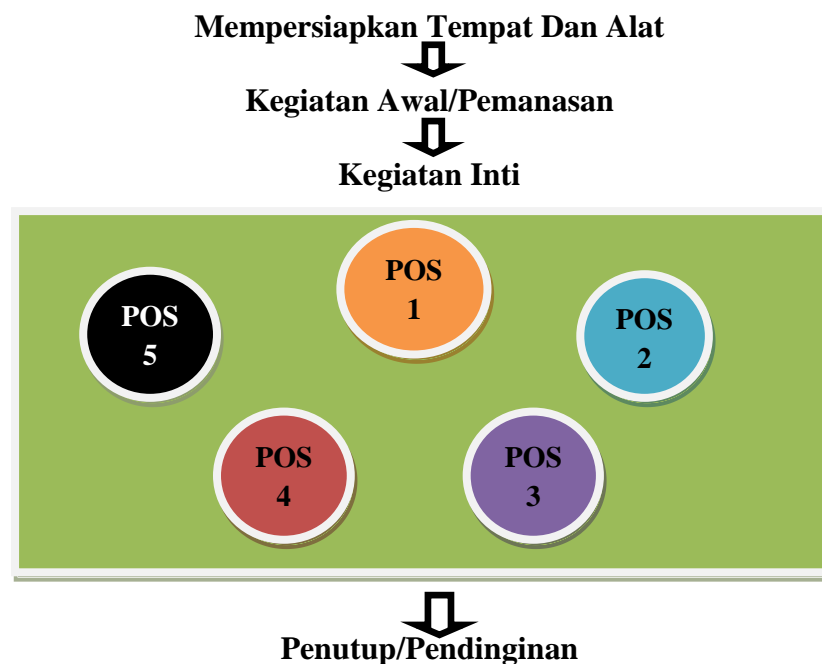 Mempersiapkan Tempat Dan Alat
Kegiatan Awal/Pemanasan
Kegiatan Inti
POS
1
POS
2
POS
3
POS
4
POS
5
Penutup/Pendinginan